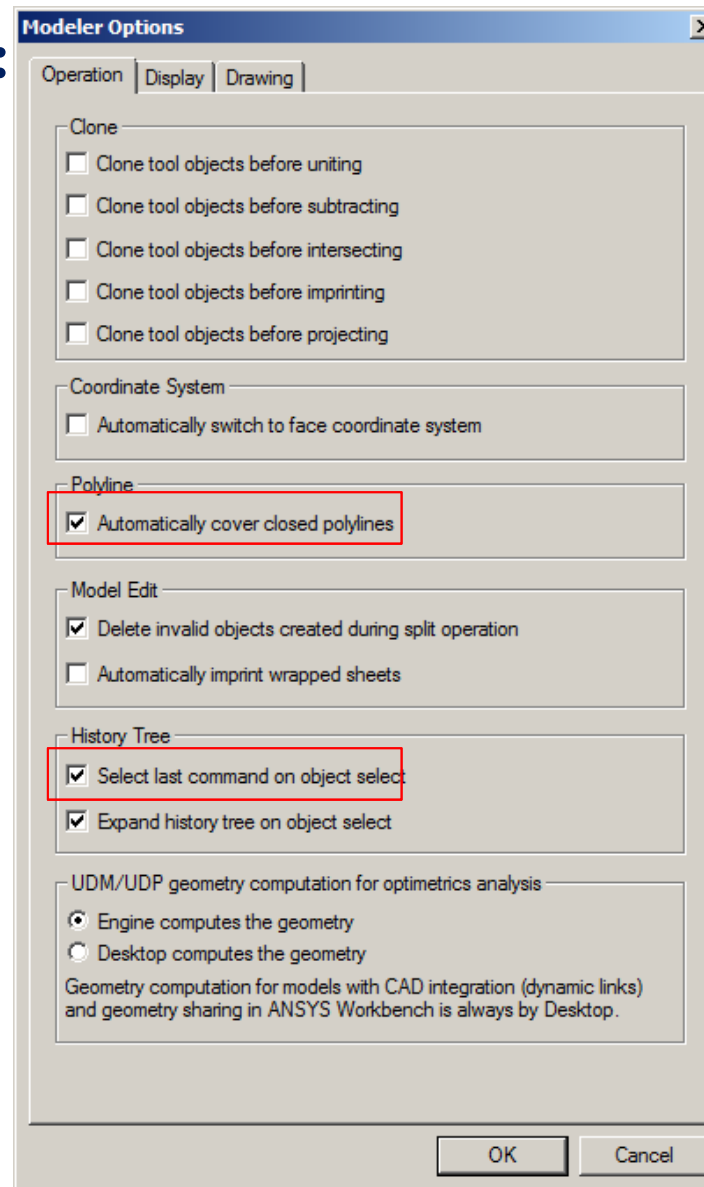 :
Modeler Options
Operation Display Drawing
Clone
Clone tool objects before uniting
Clone tool objects before subtracting
Clone tool objects before intersecting
Clone tool objects before imprinting
Clone tool objects before projecting
Coordinate System
Automatically switch to face coordinate system
Polyline
Automatically cover closed polylines
Model Edit
Delete invalid objects created during split operation
Automatically imprint wrapped sheets
History Tree
Select last command on object select
Expand history tree on object select
UDM/UDP geometry computation for optimetrics analysis
Engine computes the geometry
Desktop computes the geometry
Geometry computation for models with CAD integration (dynamic links)
and geometry sharing in ANSYS Workbench is always by Desktop.
OK Cancel